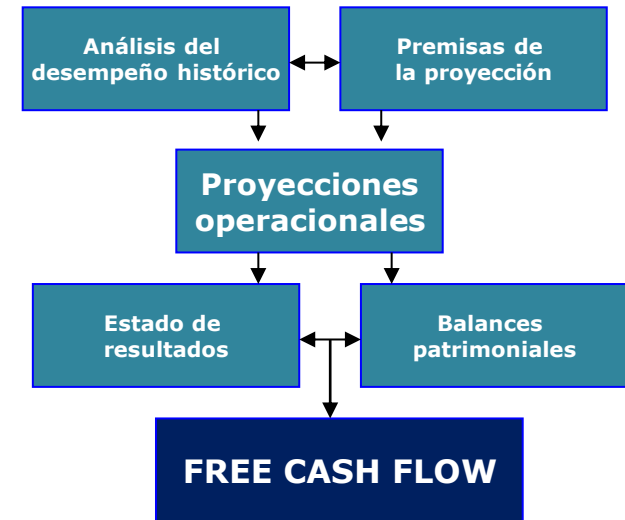 Análisis del
desempeño histórico
Premisas de
la proyección
Proyecciones
operacionales
Estado de
resultados
Balances
patrimoniales
FREE CASH FLOW